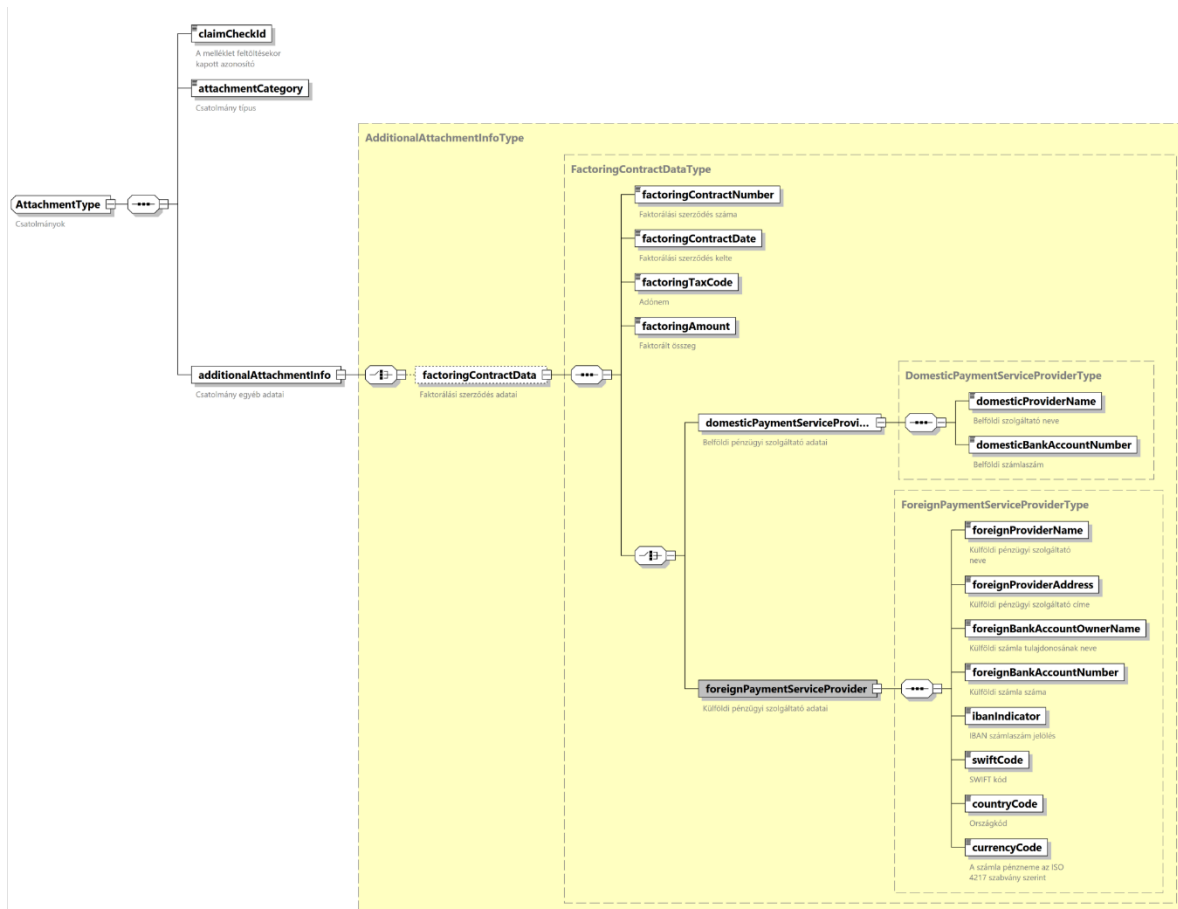 claimCheckId
A melléklet feltöltésekor
kapott azonosító
attachmentCategory
Csatolmány típus
AdditionalAttachmentInfoType
FactoringContractDataType
factoringContractNumber
Faktorálási szerződés száma
AttachmentType
Csatolmányok
factoringContractDate
Faktorálási szerződés kelte
factoringTaxCode
Adónem
factoringAmount
Faktorált összeg
additionalAttachmentInfo
Csatolmány egyéb adatai
factoringContractData
Faktorálási szerződés adatai
DomesticPaymentServiceProviderType
domesticProviderName
Belföldi szolgáltató neve
domesticPaymentServiceProvi...
Belföldi pénzügyi szolgáltató adatai
domesticBankAccountNumber
Belföldi számlaszám
ForeignPaymentServiceProviderType
foreignProviderName
Külföldi pénzügyi szolgáltató
neve
foreignProviderAddress
Külföldi pénzügyi szolgáltató címe
foreignBankAccountOwnerName
Külföldi számla tulajdonosának neve
foreignBankAccountNumber
Külföldi számla száma
foreignPaymentServiceProvider
Külföldi pénzügyi szolgáltató adatai
ibanIndicator
IBAN számlaszám jelölés
swiftCode
SWIFT kód
countryCode
Országkód
currencyCode
A számla pénzneme az ISO
4217 szabvány szerint